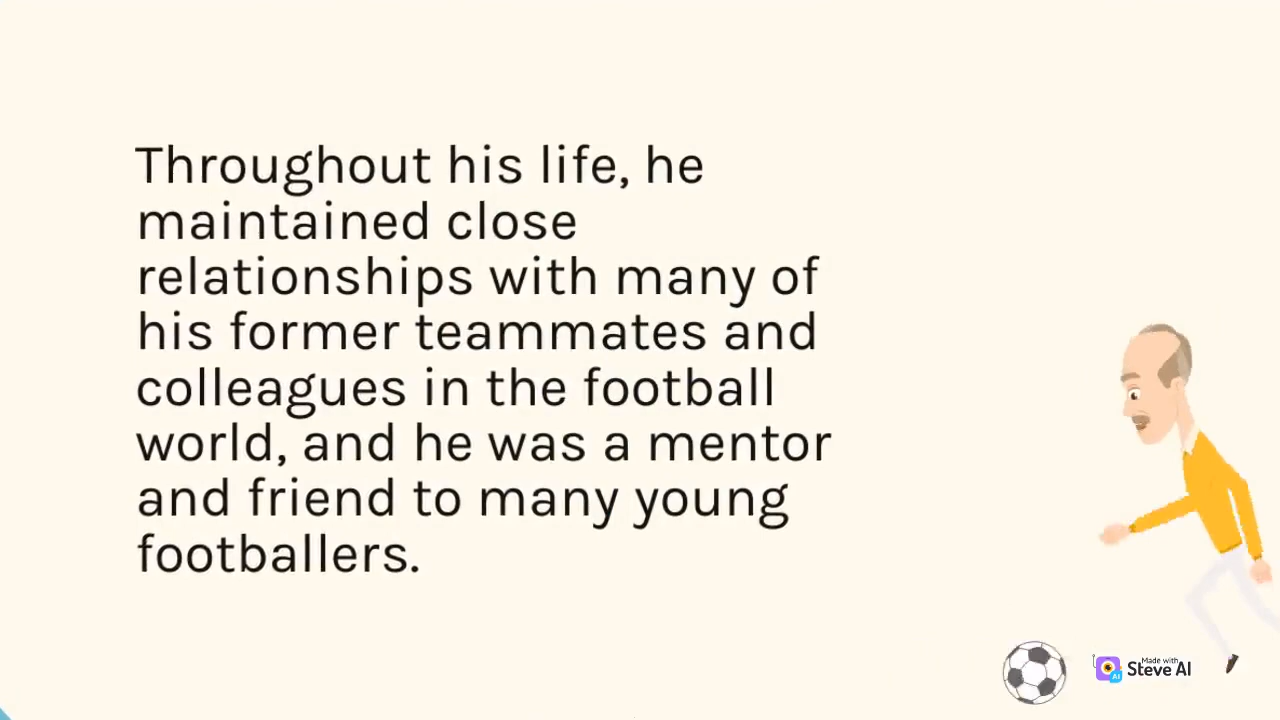 Throughout his life, he
maintained close
relationships with many of
his former teammates and
colleagues in the football
world, and he was a mentor
and friend to many young
footballers.
Made with
Steve AI
AI